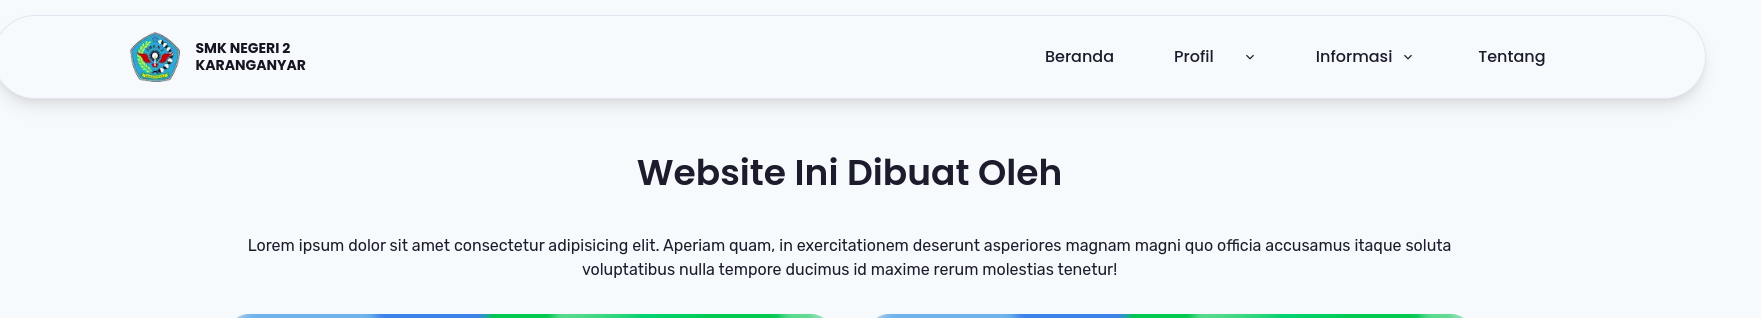 SMK NEGERI 2
KARANGANYAR
Beranda Profil Informasi Tentang
Website Ini Dibuat Oleh
Lorem ipsum dolor sit amet consectetur adipisicing elit. Aperiam quam, in exercitationem deserunt asperiores magnam magni quo officia accusamus itaque soluta
voluptatibus nulla tempore ducimus id maxime rerum molestias tenetur!